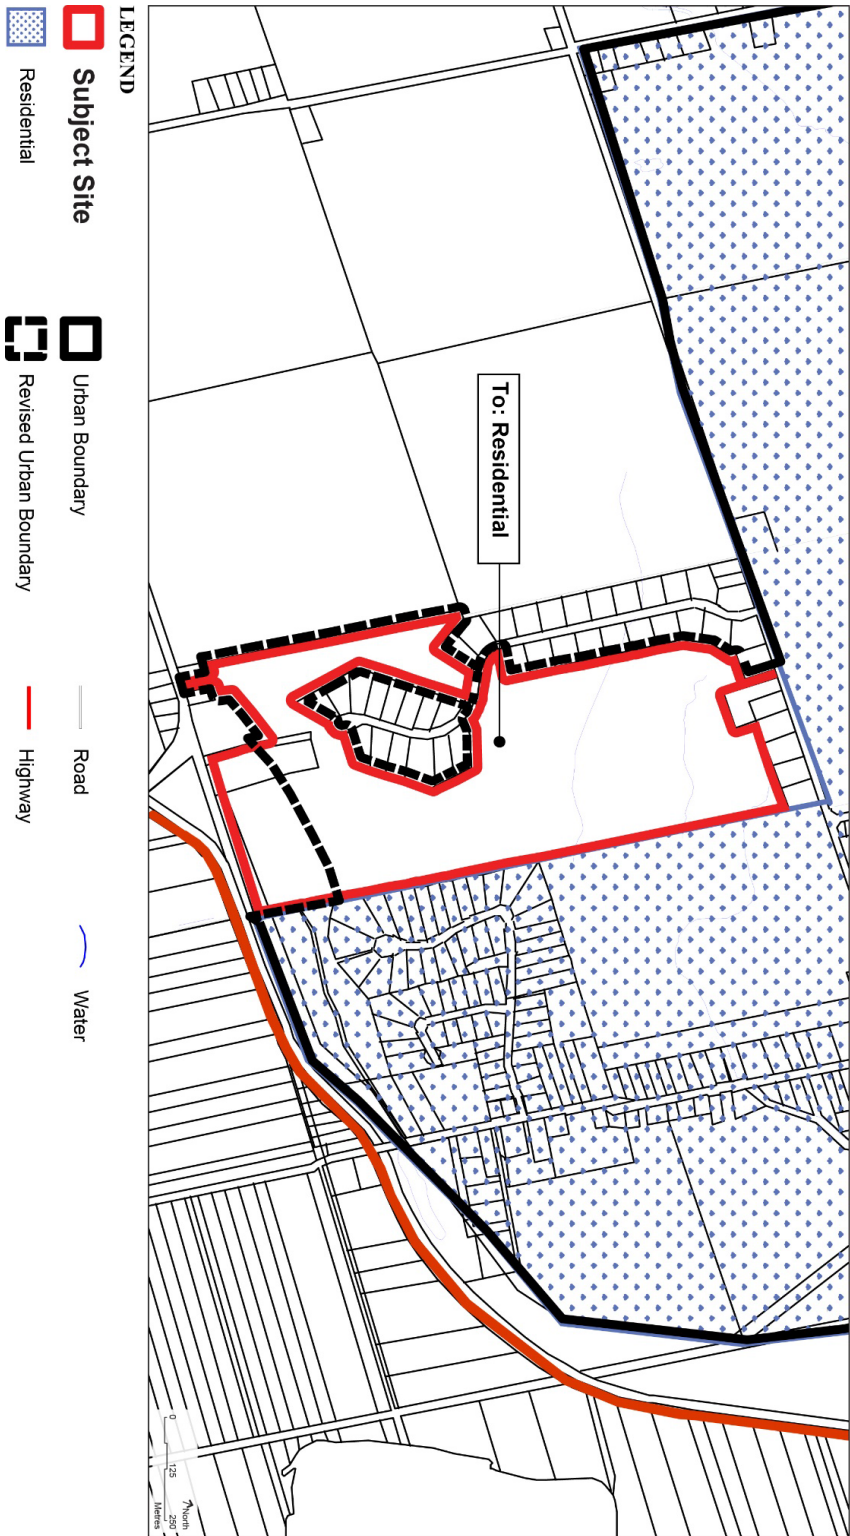 To: Residential
North
0 125 250
Metres
LEGEND
Subject Site
Residential
Urban Boundary
Revised Urban Boundary
Road
Highway
Water